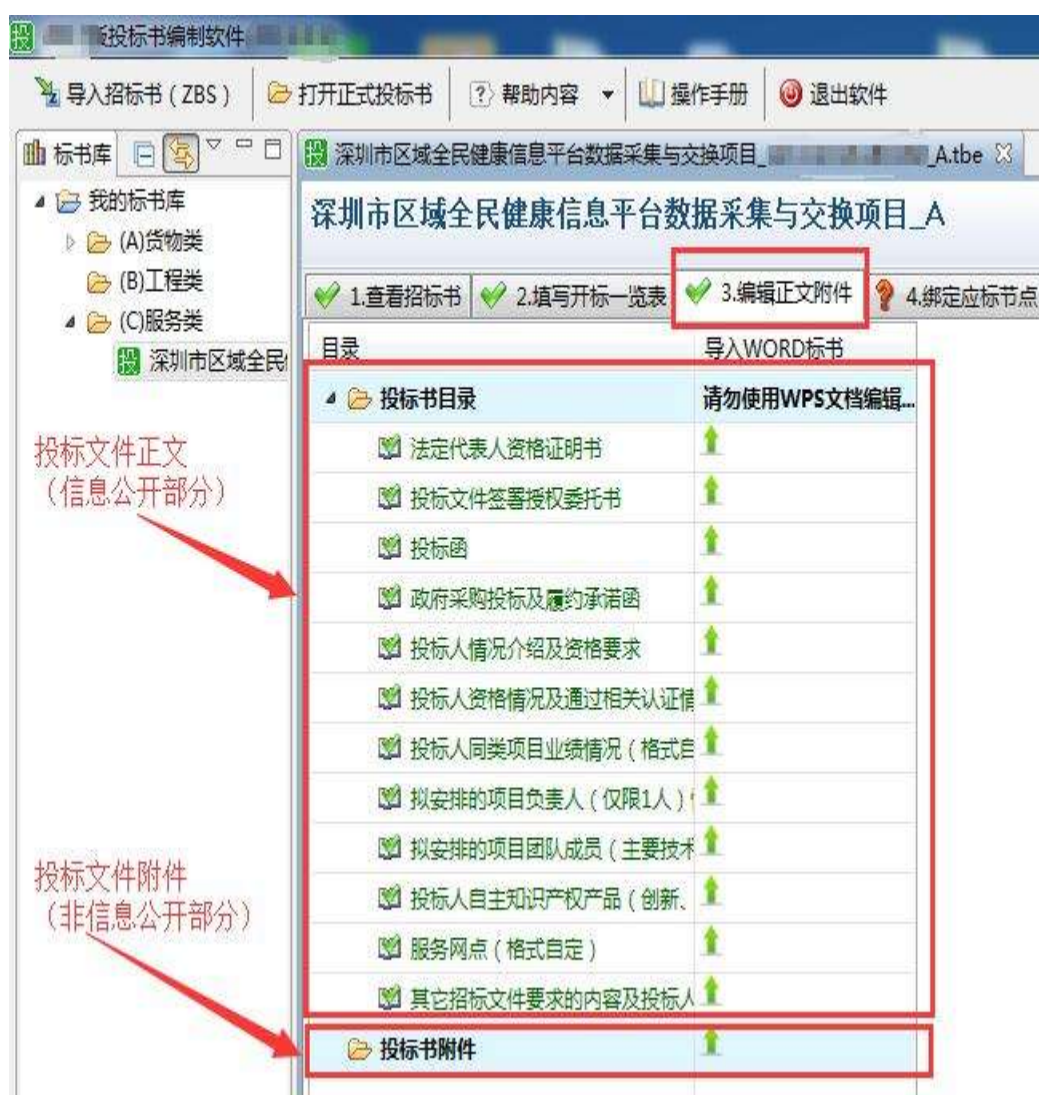 投标书编制软件
导入招标书(ZBS) 打开正式投标书 帮助内容 操作手册 退出软件
标书库
深圳市区域全民健康信息平台数据采集与交换项目_ _A.tbe
我的标书库
(A)货物类
(B)工程类
(C)服务类
深圳市区域全民
深圳市区域全民健康信息平台数据采集与交换项目_A
1.查看招标书 2.填写开标一览表 3.编辑正文附件 4.绑定应标节点
目录 导入WORD标书
投标书目录 请勿使用WPS文档编辑...
法定代表人资格证明书
投标文件签署授权委托书
投标函
政府采购投标及履约承诺函
投标人情况介绍及资格要求
投标人资格情况及通过相关认证情
投标人同类项目业绩情况(格式自
拟安排的项目负责人(仅限1人)
拟安排的项目团队成员(主要技术
投标人自主知识产权产品(创新、
服务网点(格式自定)
其它招标文件要求的内容及投标人
投标书附件
投标文件正文
(信息公开部分)
投标文件附件
(非信息公开部分)